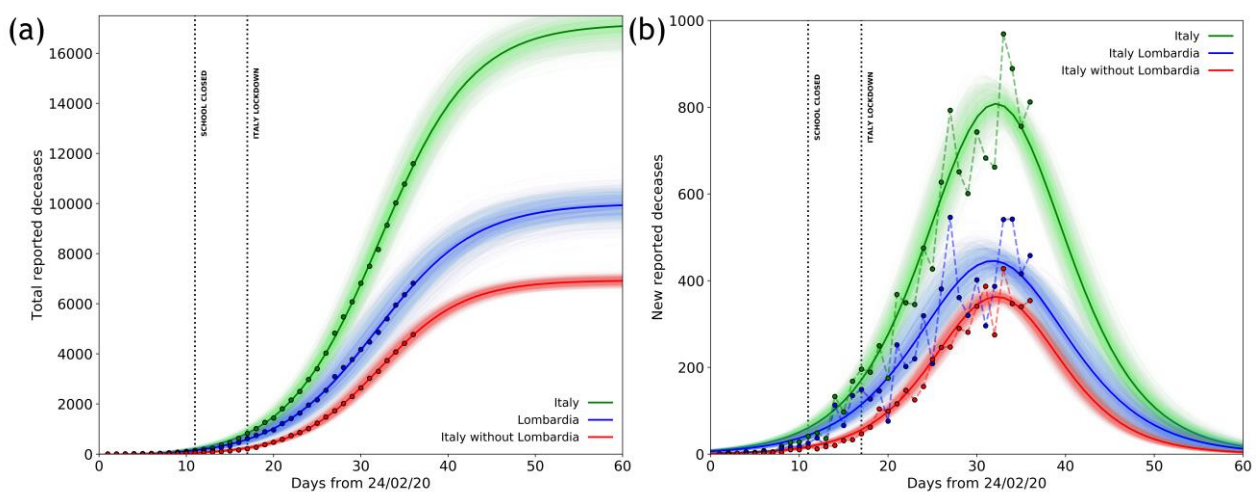 (a)
16000
14000
12000
10000
8000
6000
4000
2000
0
Total reported deceases
SCHOOL CLOSED
ITALY LOCKDOWN
Italy
Lombardia
Italy without Lombardia
0 10 20 30 40 50 60
Days from 24/02/20
(b)
1000
800
600
400
200
0
New reported deceases
SCHOOL CLOSED
ITALY LOCKDOWN
Italy
Italy Lombardia
Italy without Lombardia
0 10 20 30 40 50 60
Days from 24/02/20